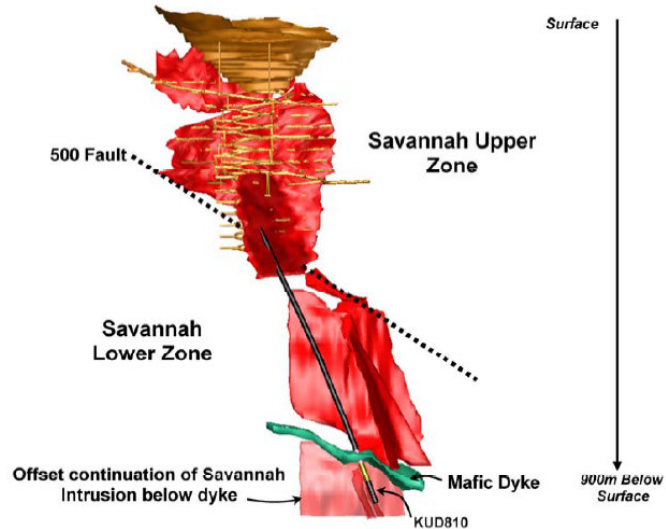 Surface
Savannah Upper
Zone
500 Fault
Savannah
Lower Zone
Offset continuation of Savannah
Intrusion below dyke
Mafic Dyke
900m Below
Surface
KUD810